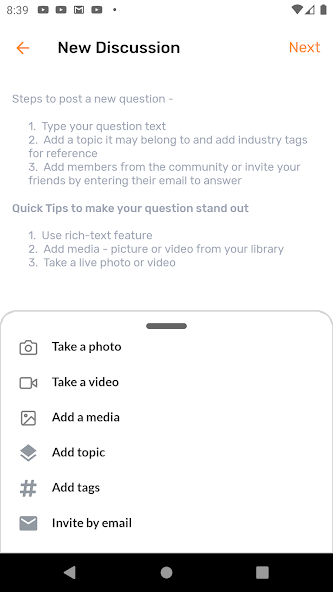 8:39
New Discussion
Next
Steps to post a new question -
1. Type your question text
2. Add a topic it may belong to and add industry tags
for reference
3. Add members from the community or invite your
friends by entering their email to answer
Quick Tips to make your question stand out
1. Use rich-text feature
2. Add media - picture or video from your library
3. Take a live photo or video
Take a photo
Take a video
Add a media
Add topic
Add tags
Invite by email